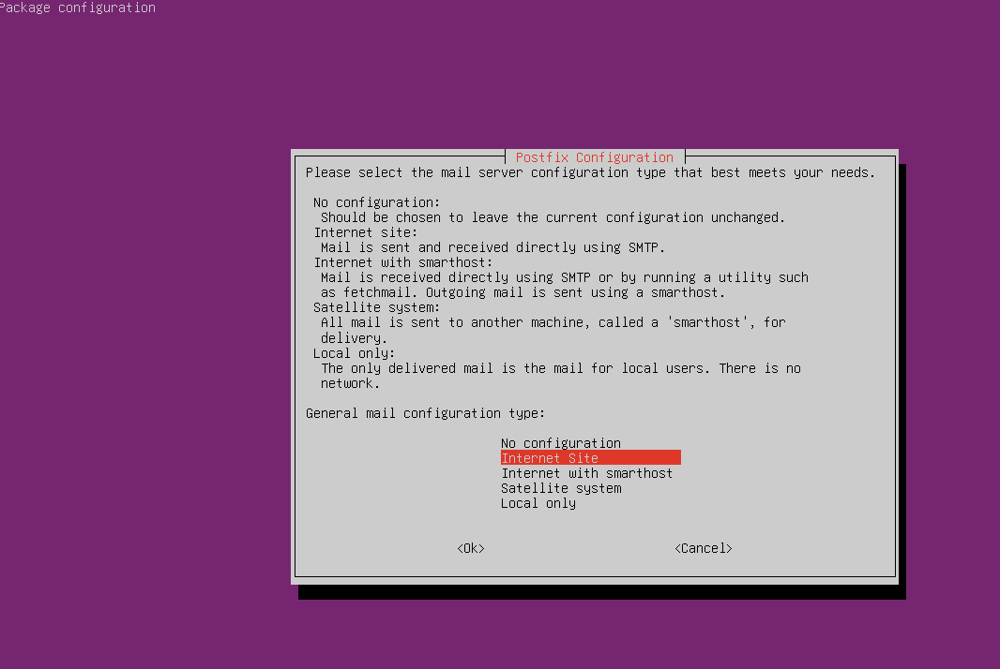 Package configuration
Postfix Configuration
Please select the mail server configuration type that best meets your needs.
No configuration:
Should be chosen to leave the current configuration unchanged.
Internet site:
Mail is sent and received directly using SMTP.
Internet with smarthost:
Mail is received directly using SMTP or by running a utility such
as fetchmail. Outgoing mail is sent using a smarthost.
Satellite system:
All mail is sent to another machine, called a 'smarthost', for
delivery.
Local only:
The only delivered mail is the mail for local users. There is no
network.
General mail configuration type:
No configuration
Internet Site
Internet with smarthost
Satellite system
Local only
<Ok> <Cancel>